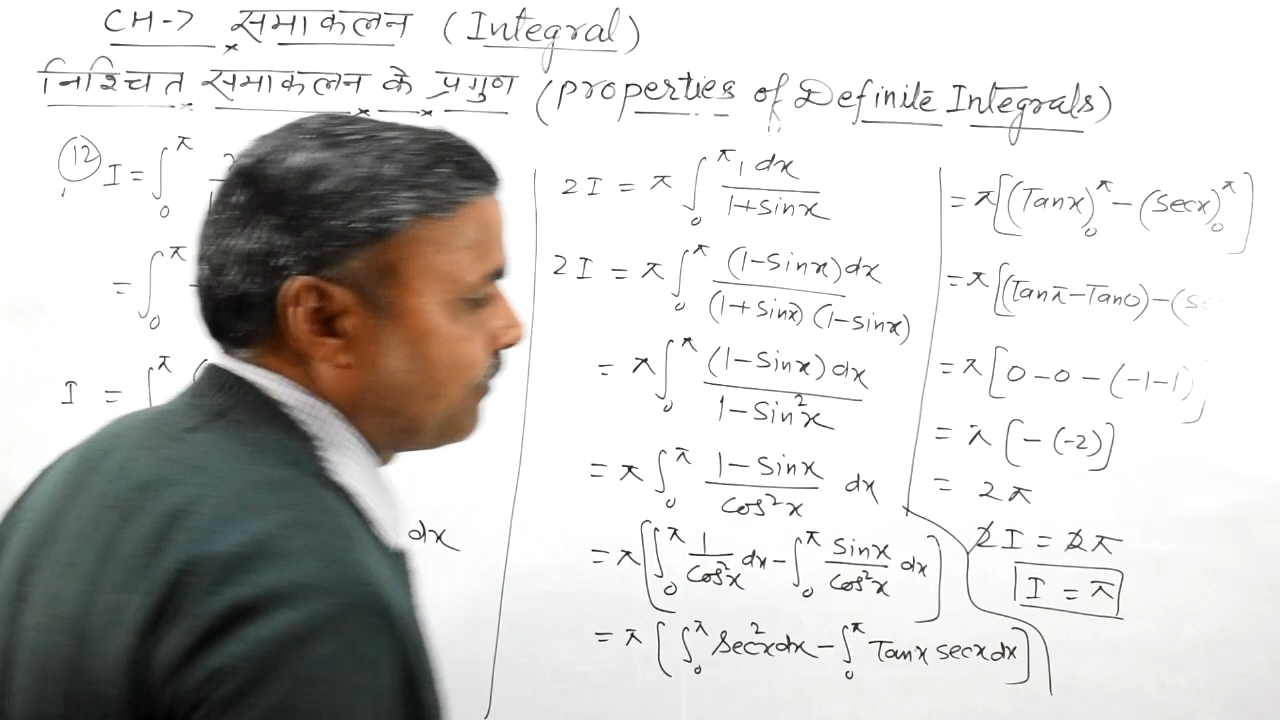 CH-7 समाकलन (Integral)
निश्चित समाकलन के प्रगुण (properties of Definite Integrals)
(12) I = ∫₀^π
= ∫₀^π
I = ∫₀^π (
dx
2I = π ∫₀^π 1 dx / 1+sinx
2I = π ∫₀^π (1-sinx)dx / (1+sinx)(1-sinx)
= π ∫₀^π (1-sinx)dx / 1-sin²x
= π ∫₀^π 1-sinx / cos²x dx
= π [∫₀^π 1/cos²x dx - ∫₀^π sinx/cos²x dx]
= π [∫₀^π sec²x dx - ∫₀^π Tanx secx dx]
= π [(Tanx)₀^π - (secx)₀^π]
= π [(Tanπ-Tan0)-(s
= π [0-0-(-1-1)]
= π [-(-2)]
= 2π
2I = 2π
I = π